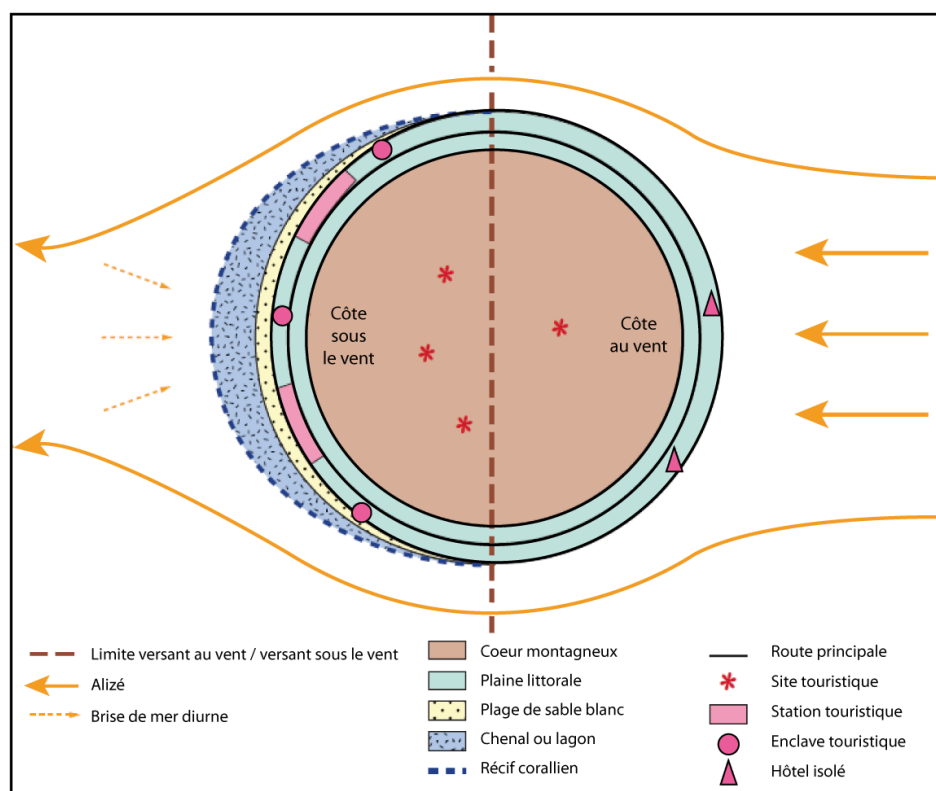 Côte
sous
le vent
Côte
au vent
Limite versant au vent / versant sous le vent
Alizé
Brise de mer diurne
Coeur montagneux
Plaine littorale
Plage de sable blanc
Chenal ou lagon
Récif corallien
Route principale
Site touristique
Station touristique
Enclave touristique
Hôtel isolé